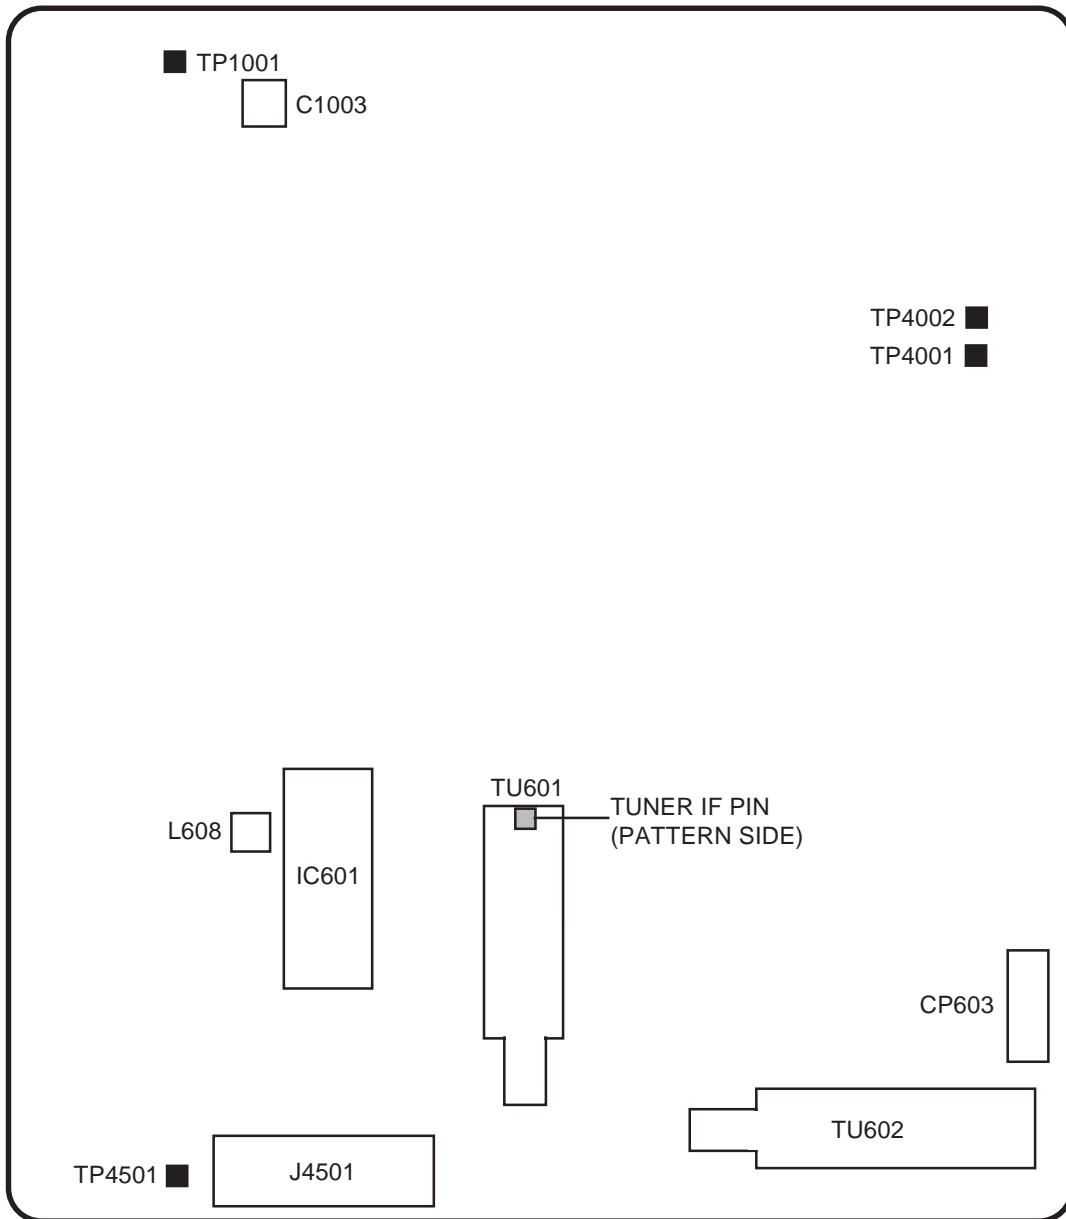 TP1001
C1003
TP4002
TP4001
TU601
TUNER IF PIN
(PATTERN SIDE)
L608
IC601
CP603
TU602
TP4501
J4501